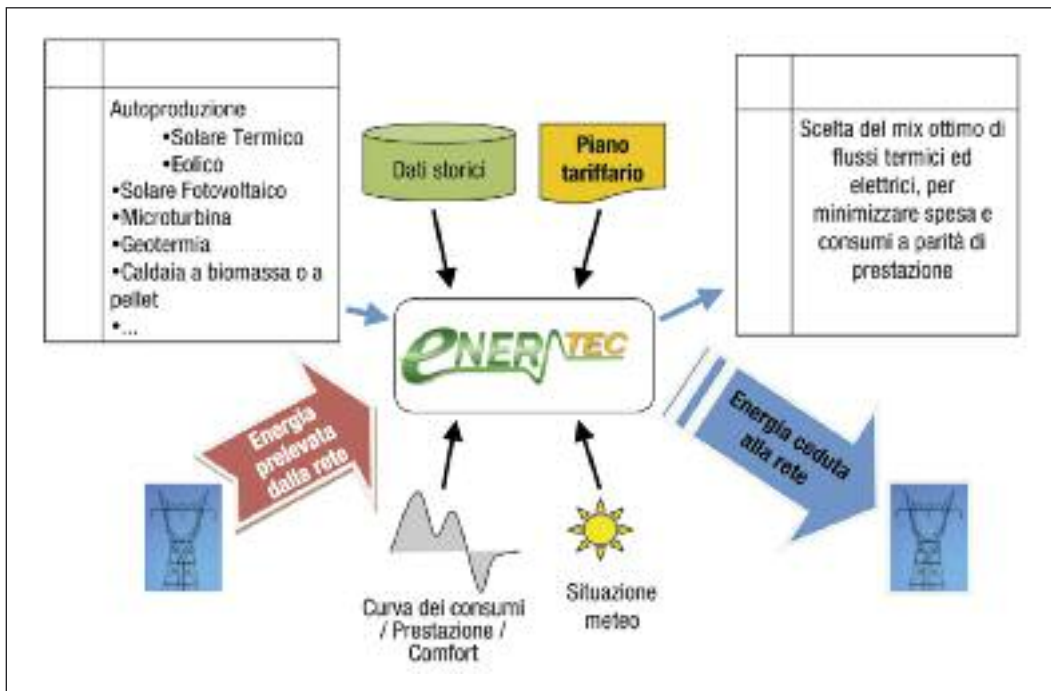 Autoproduzione
•Solare Termico
•Eolico
•Solare Fotovoltaico
•Microturbina
•Geotermia
•Caldaia a biomassa o a
pellet
•...
Dati storici
Piano
tariffario
Scelta del mix ottimo di
flussi termici ed
elettrici, per
minimizzare spesa e
consumi a parità di
prestazione
eNERTEC
Energia
prelevata
dalla rete
Energia ceduta
alla rete
Curva dei consumi
/ Prestazione /
Comfort
Situazione
meteo